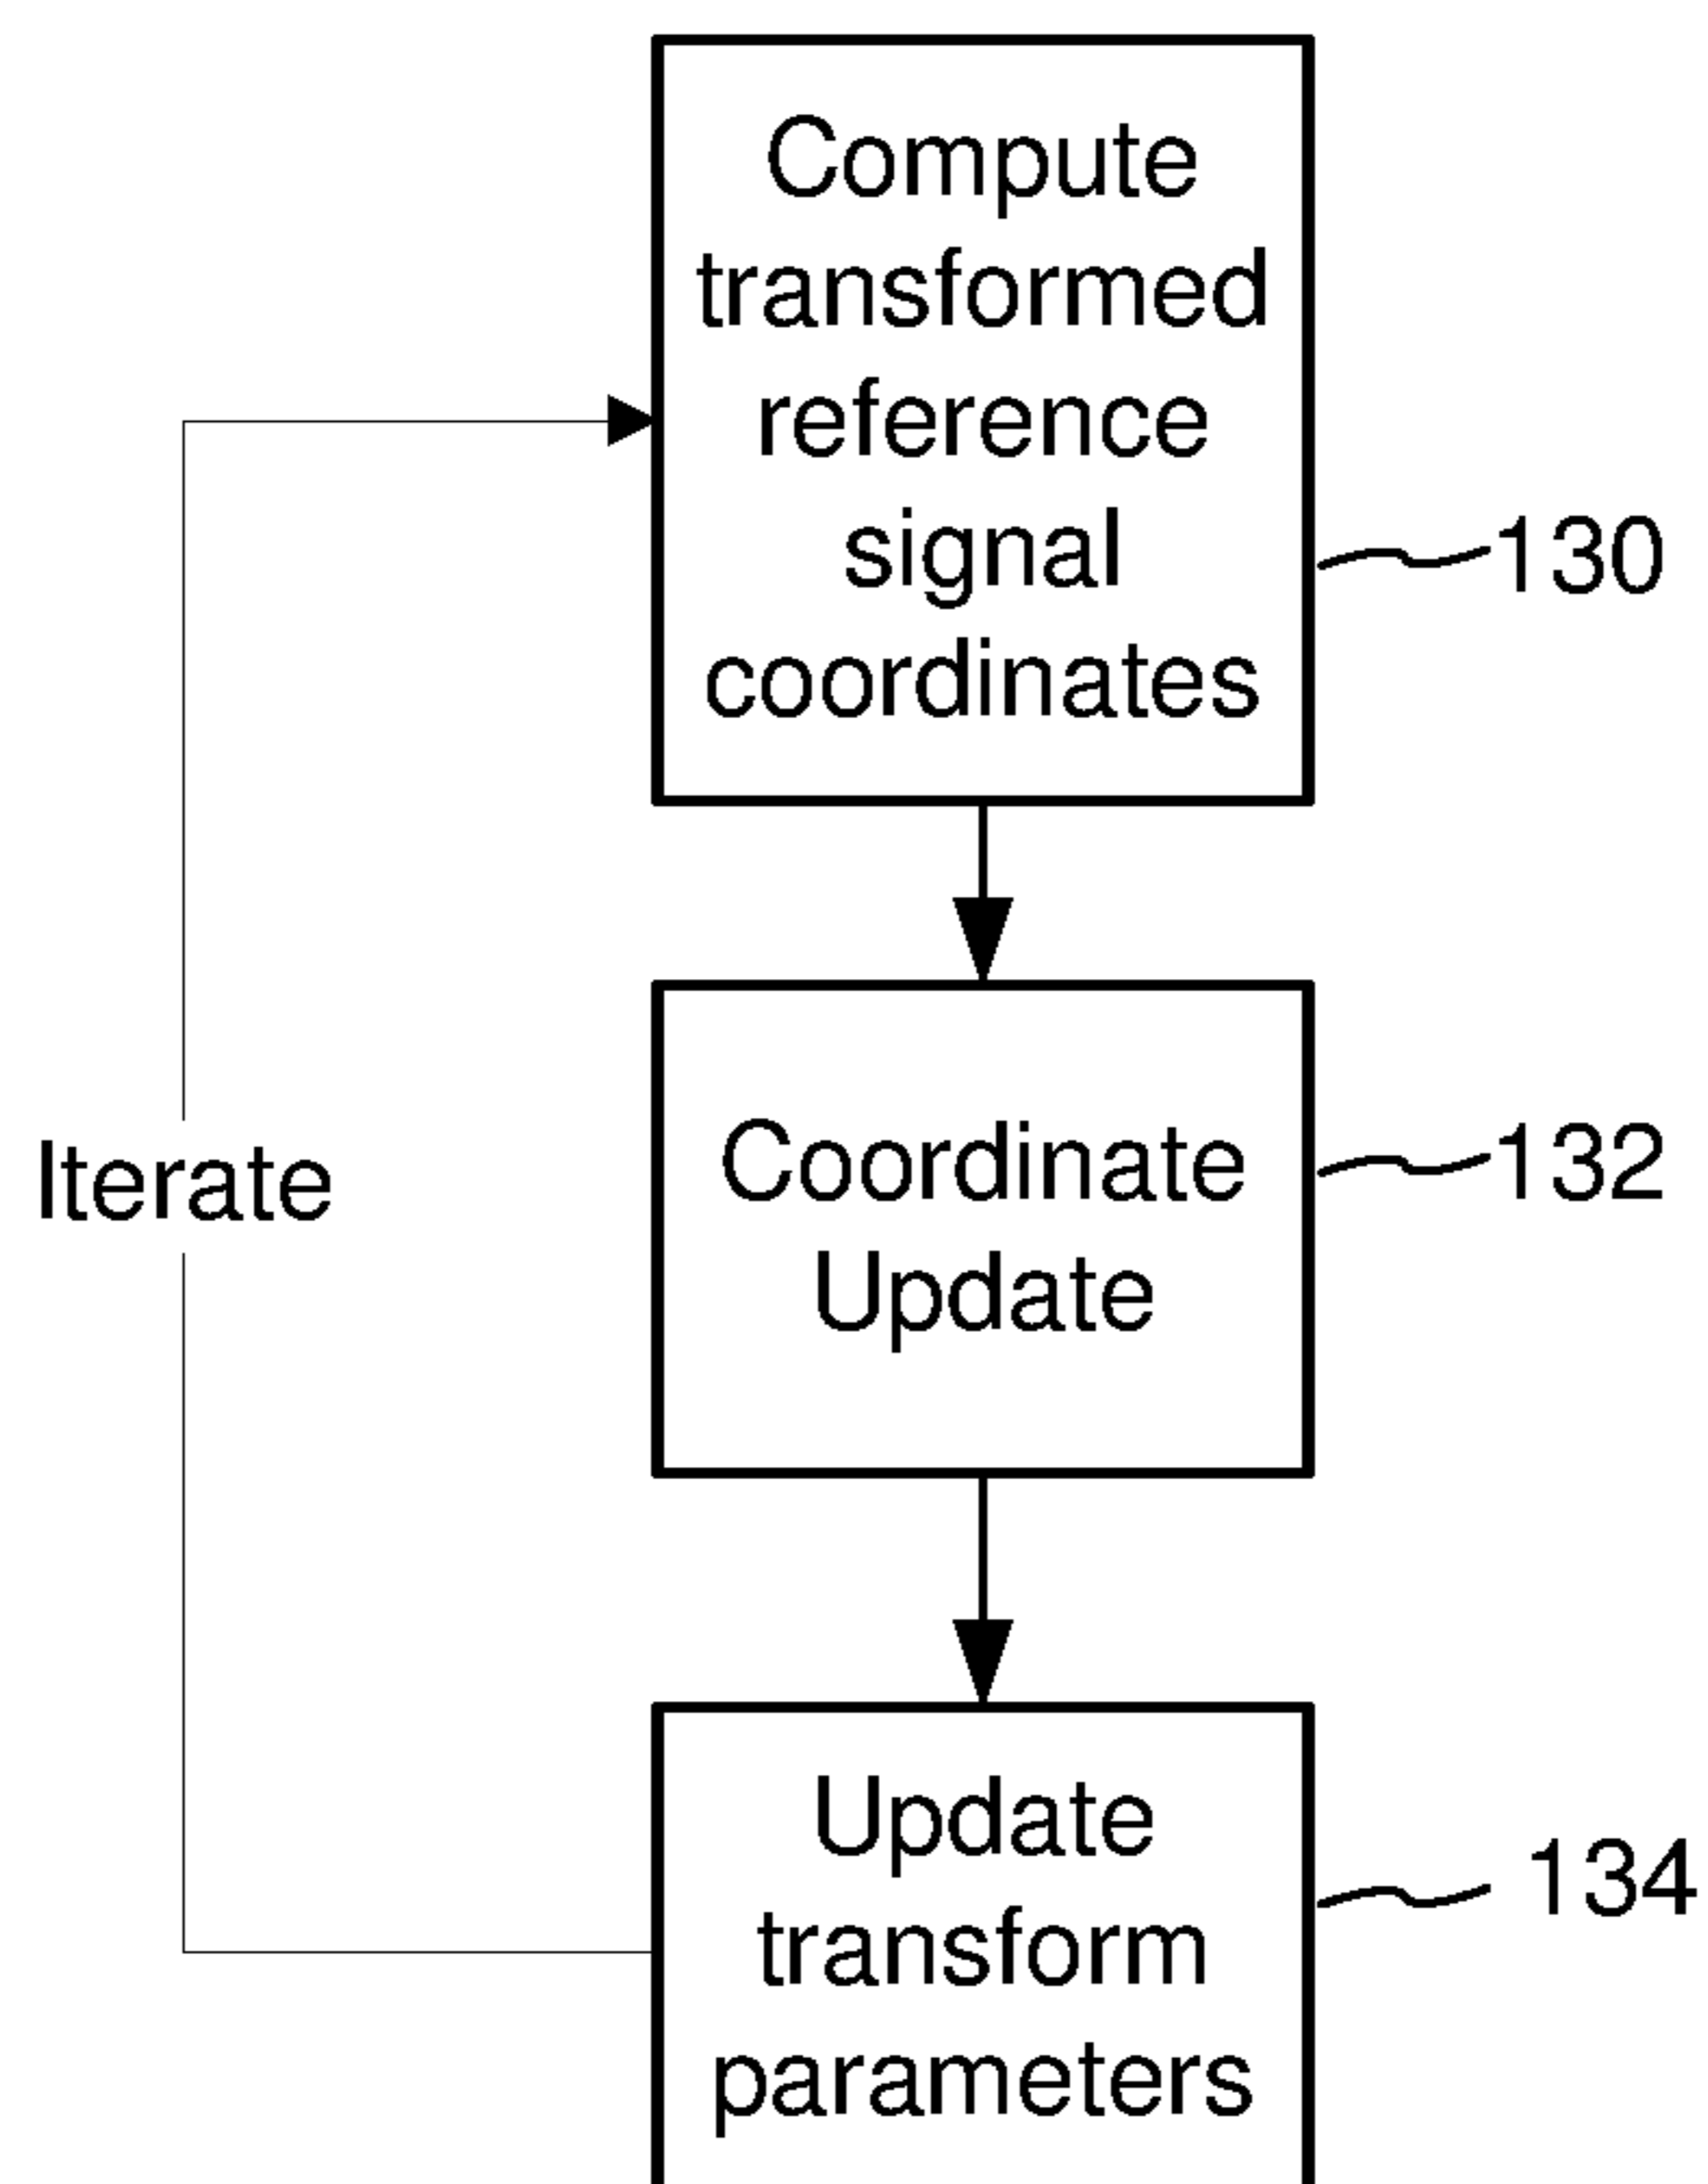 Compute
transformed
reference
signal
coordinates
130
Iterate
Coordinate
Update
132
Update
transform
parameters
134